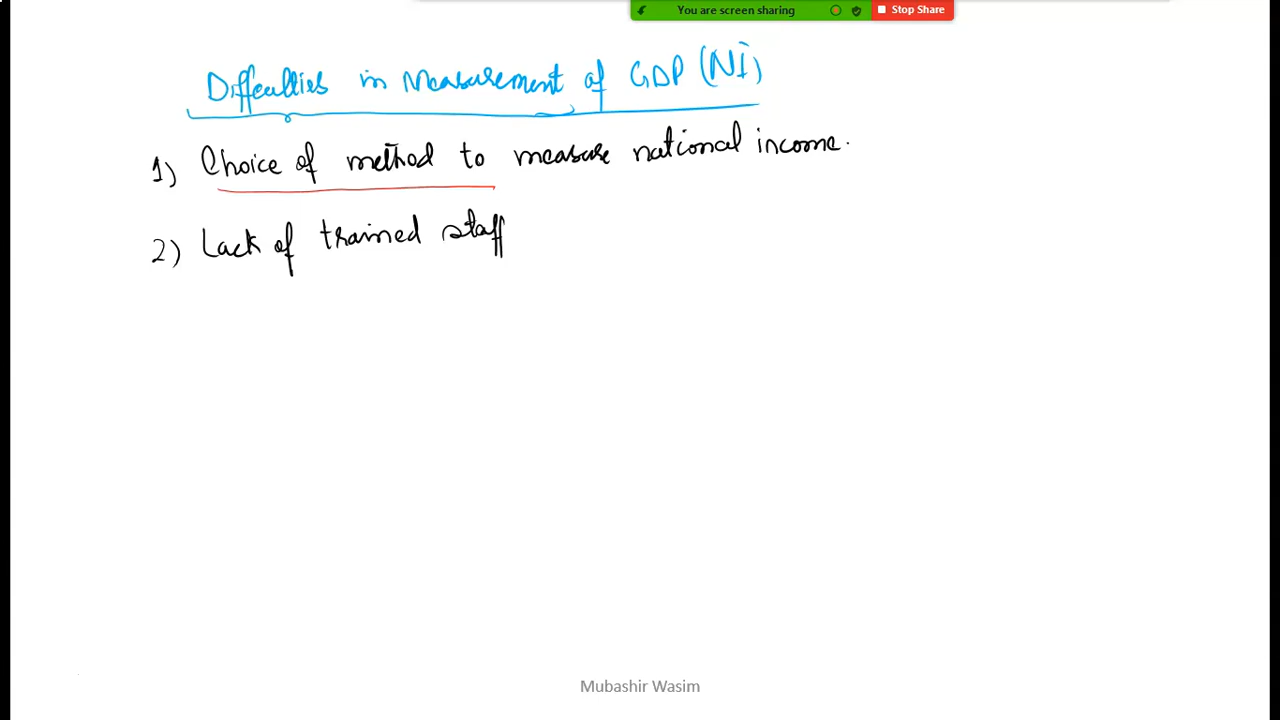 You are screen sharing Stop Share
Difficulties in Measurement of GDP (NI)
1) Choice of method to measure national income.
2) Lack of trained staff
Mubashir Wasim